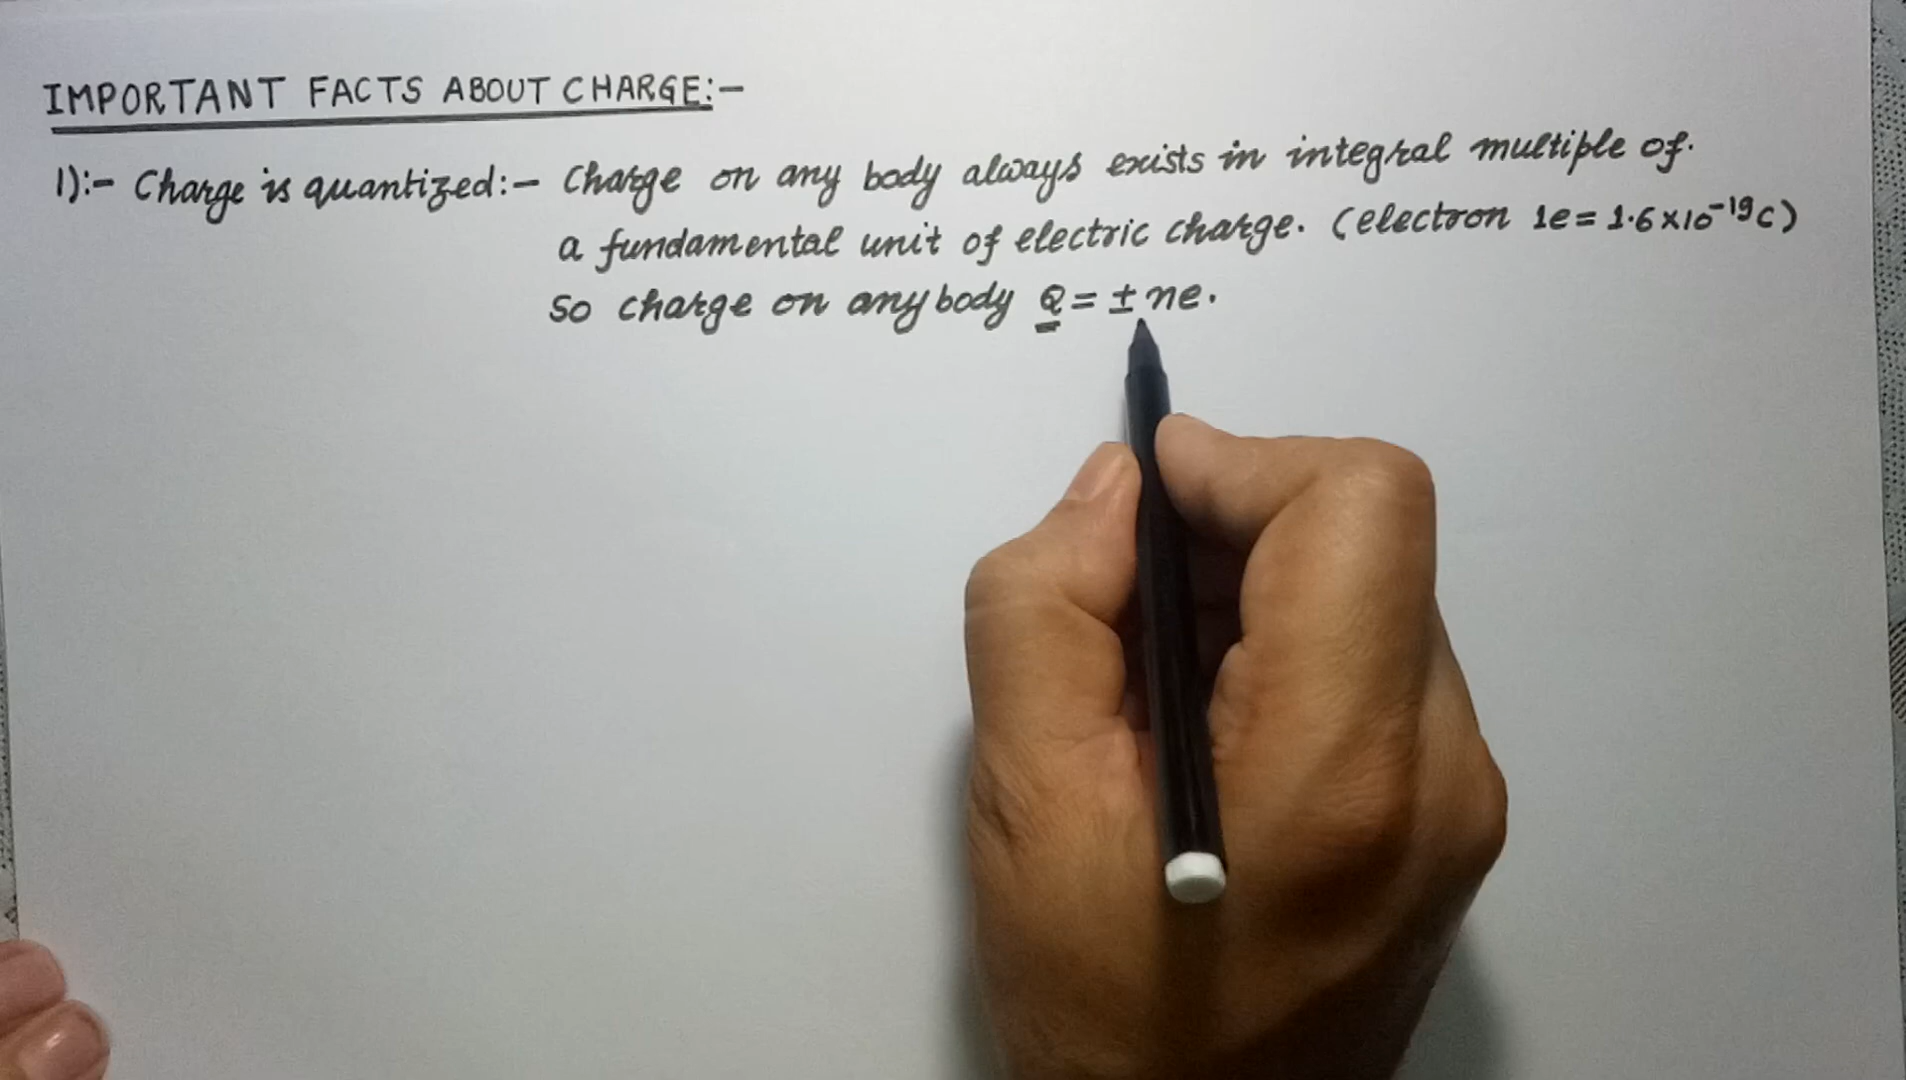 IMPORTANT FACTS ABOUT CHARGE:-
1):- Charge is quantized:- Charge on any body always exists in integral multiple of.
a fundamental unit of electric charge. (electron 1e = 1.6×10⁻¹⁹C)
So charge on any body Q = ± ne.